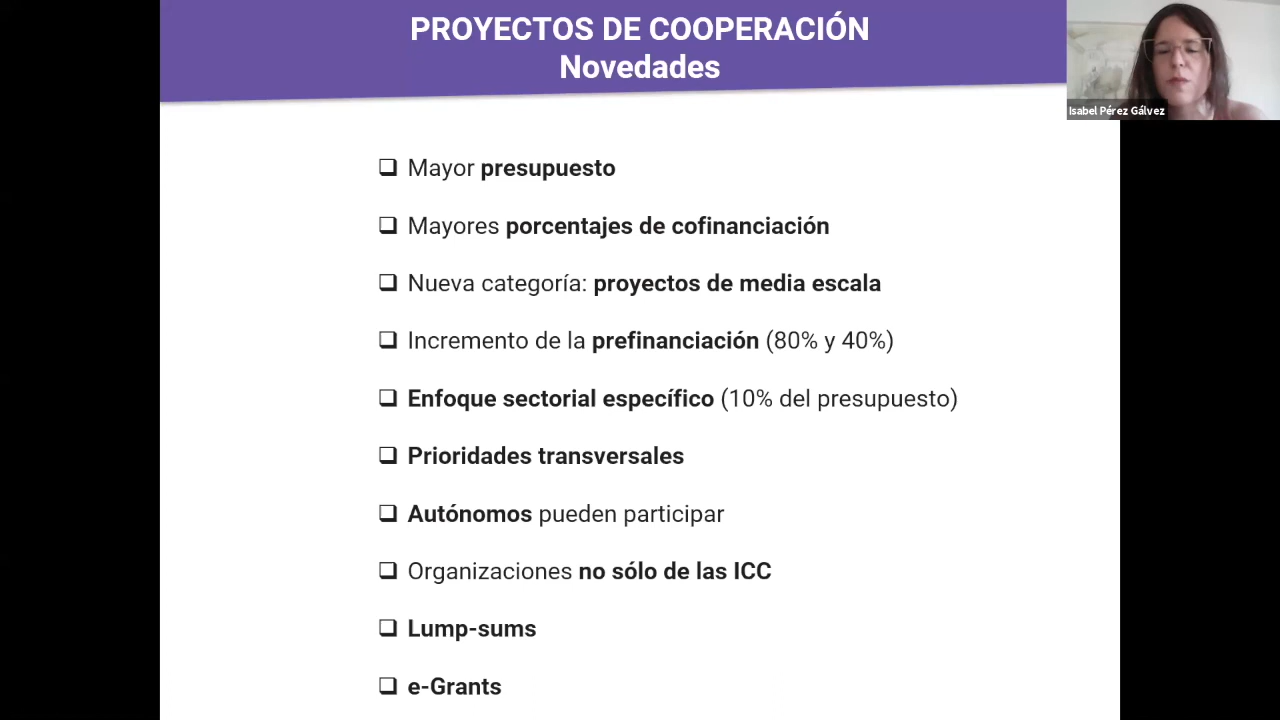 PROYECTOS DE COOPERACIÓN
Novedades
Isabel Pérez Gálvez
❑ Mayor presupuesto
❑ Mayores porcentajes de cofinanciación
❑ Nueva categoría: proyectos de media escala
❑ Incremento de la prefinanciación (80% y 40%)
❑ Enfoque sectorial específico (10% del presupuesto)
❑ Prioridades transversales
❑ Autónomos pueden participar
❑ Organizaciones no sólo de las ICC
❑ Lump-sums
❑ e-Grants